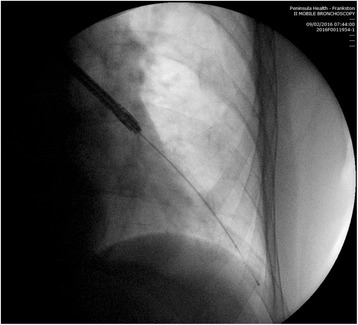 Peninsula Health - Frankston
II MOBILE BRONCHOSCOPY
09/02/2016 07:44:00
2016F0011954-1